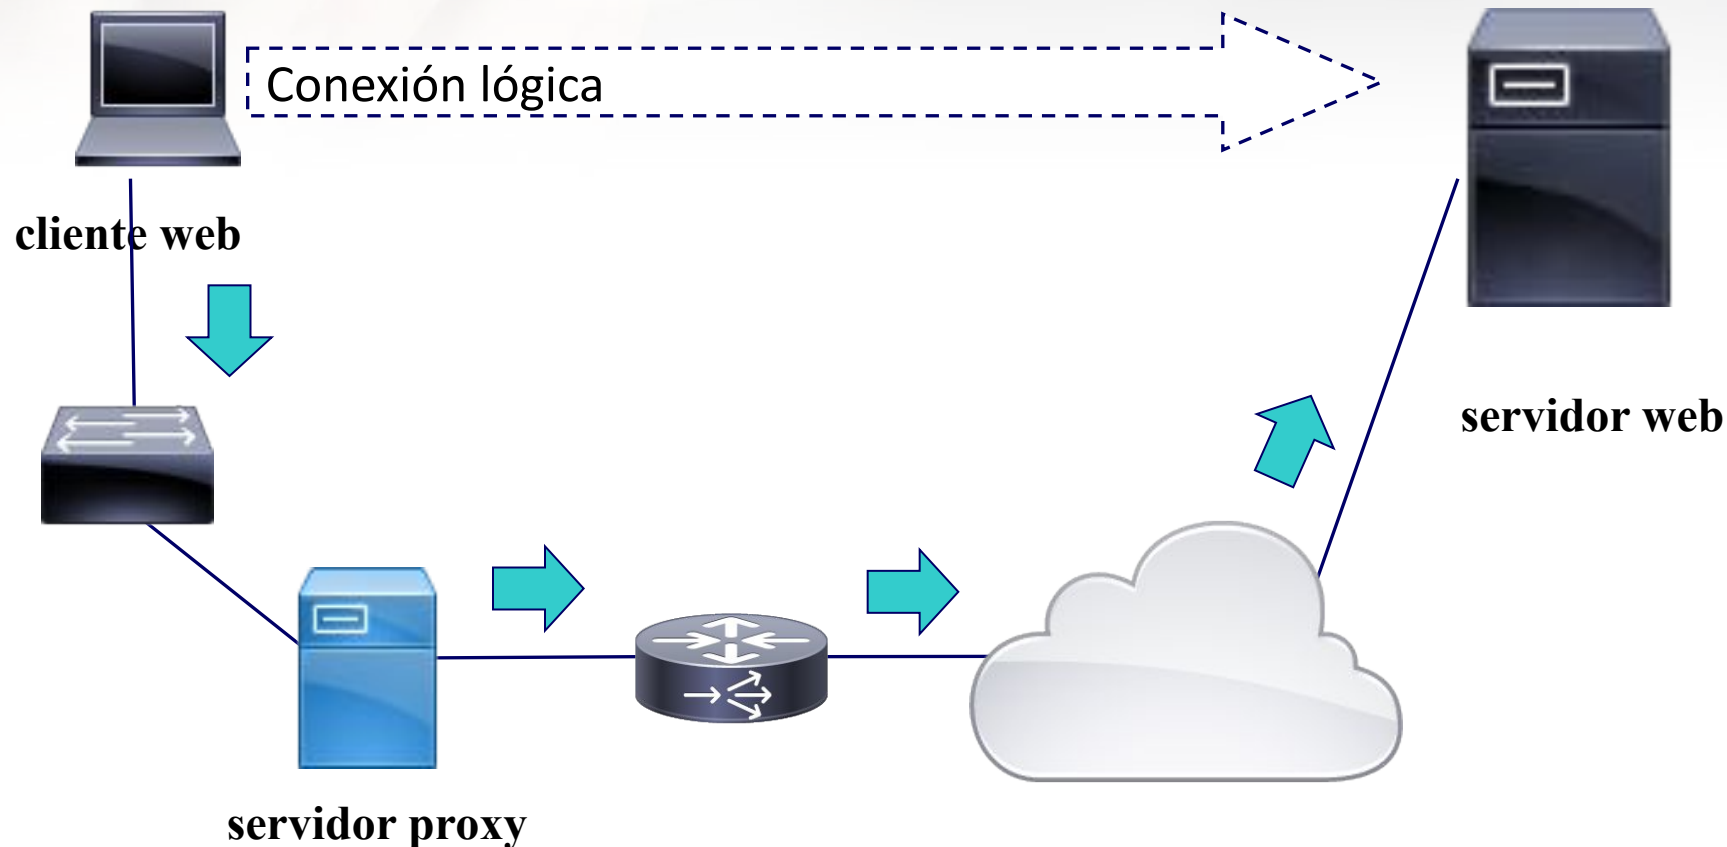 Conexión lógica
cliente web
servidor web
servidor proxy